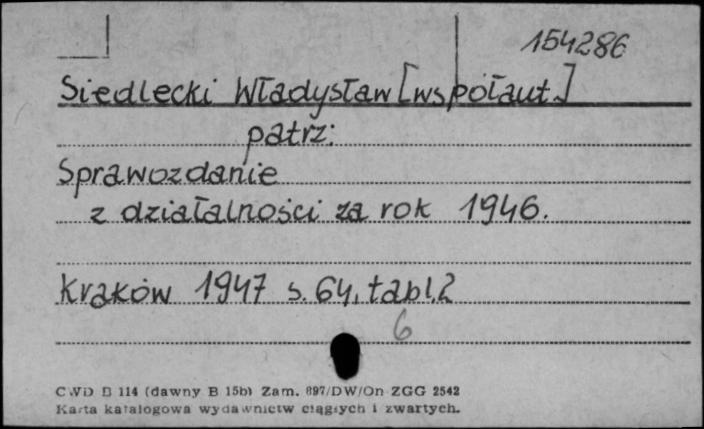 154286
Siedlecki Władysław [współaut.]
patrz:
Sprawozdanie
z działalności za rok 1946.
Kraków 1947 s. 64, tabl. 2
6
CWD B 114 (dawny B 15b) Zam. 897/DW/On ZGG 2542
Karta katalogowa wydawnictw ciągłych i zwartych.